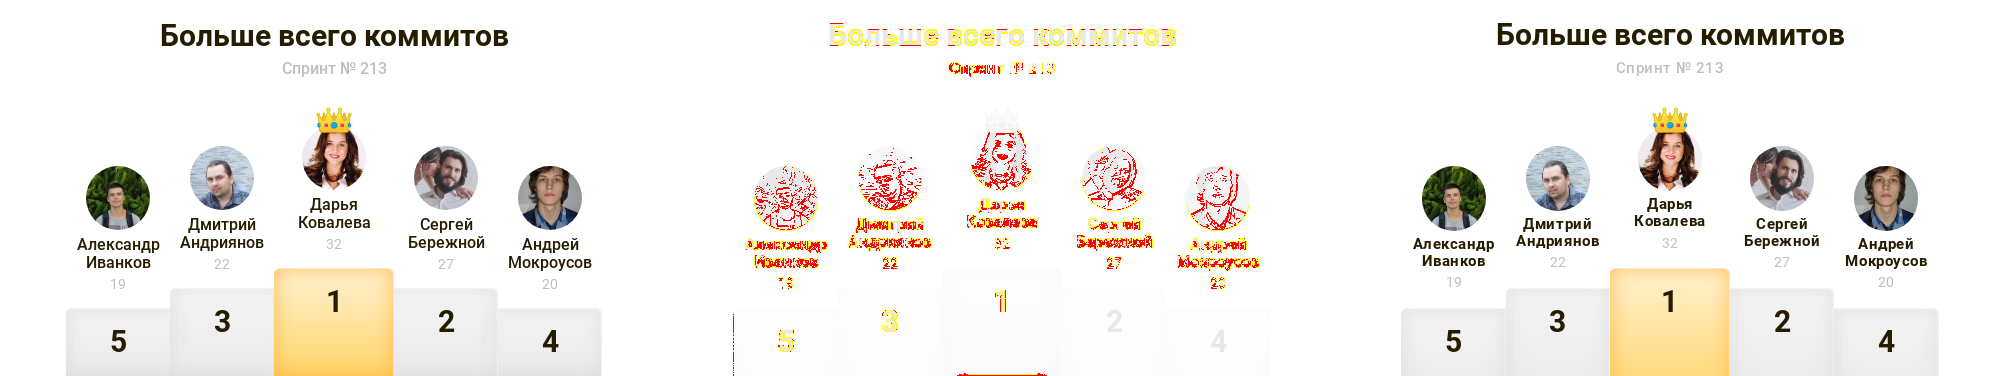 Больше всего коммитов
Спринт № 213
Дарья
Ковалева
32
Дмитрий
Андриянов
22
Сергей
Бережной
27
Александр
Иванков
19
Андрей
Мокроусов
20
1
3
2
5
4
Больше всего коммитов
Спринт № 213
Дарья
Ковалева
32
Дмитрий
Андриянов
22
Сергей
Бережной
27
Александр
Иванков
19
Андрей
Мокроусов
20
1
3
2
5
4
Больше всего коммитов
Спринт № 213
Дарья
Ковалева
32
Дмитрий
Андриянов
22
Сергей
Бережной
27
Александр
Иванков
19
Андрей
Мокроусов
20
1
3
2
5
4